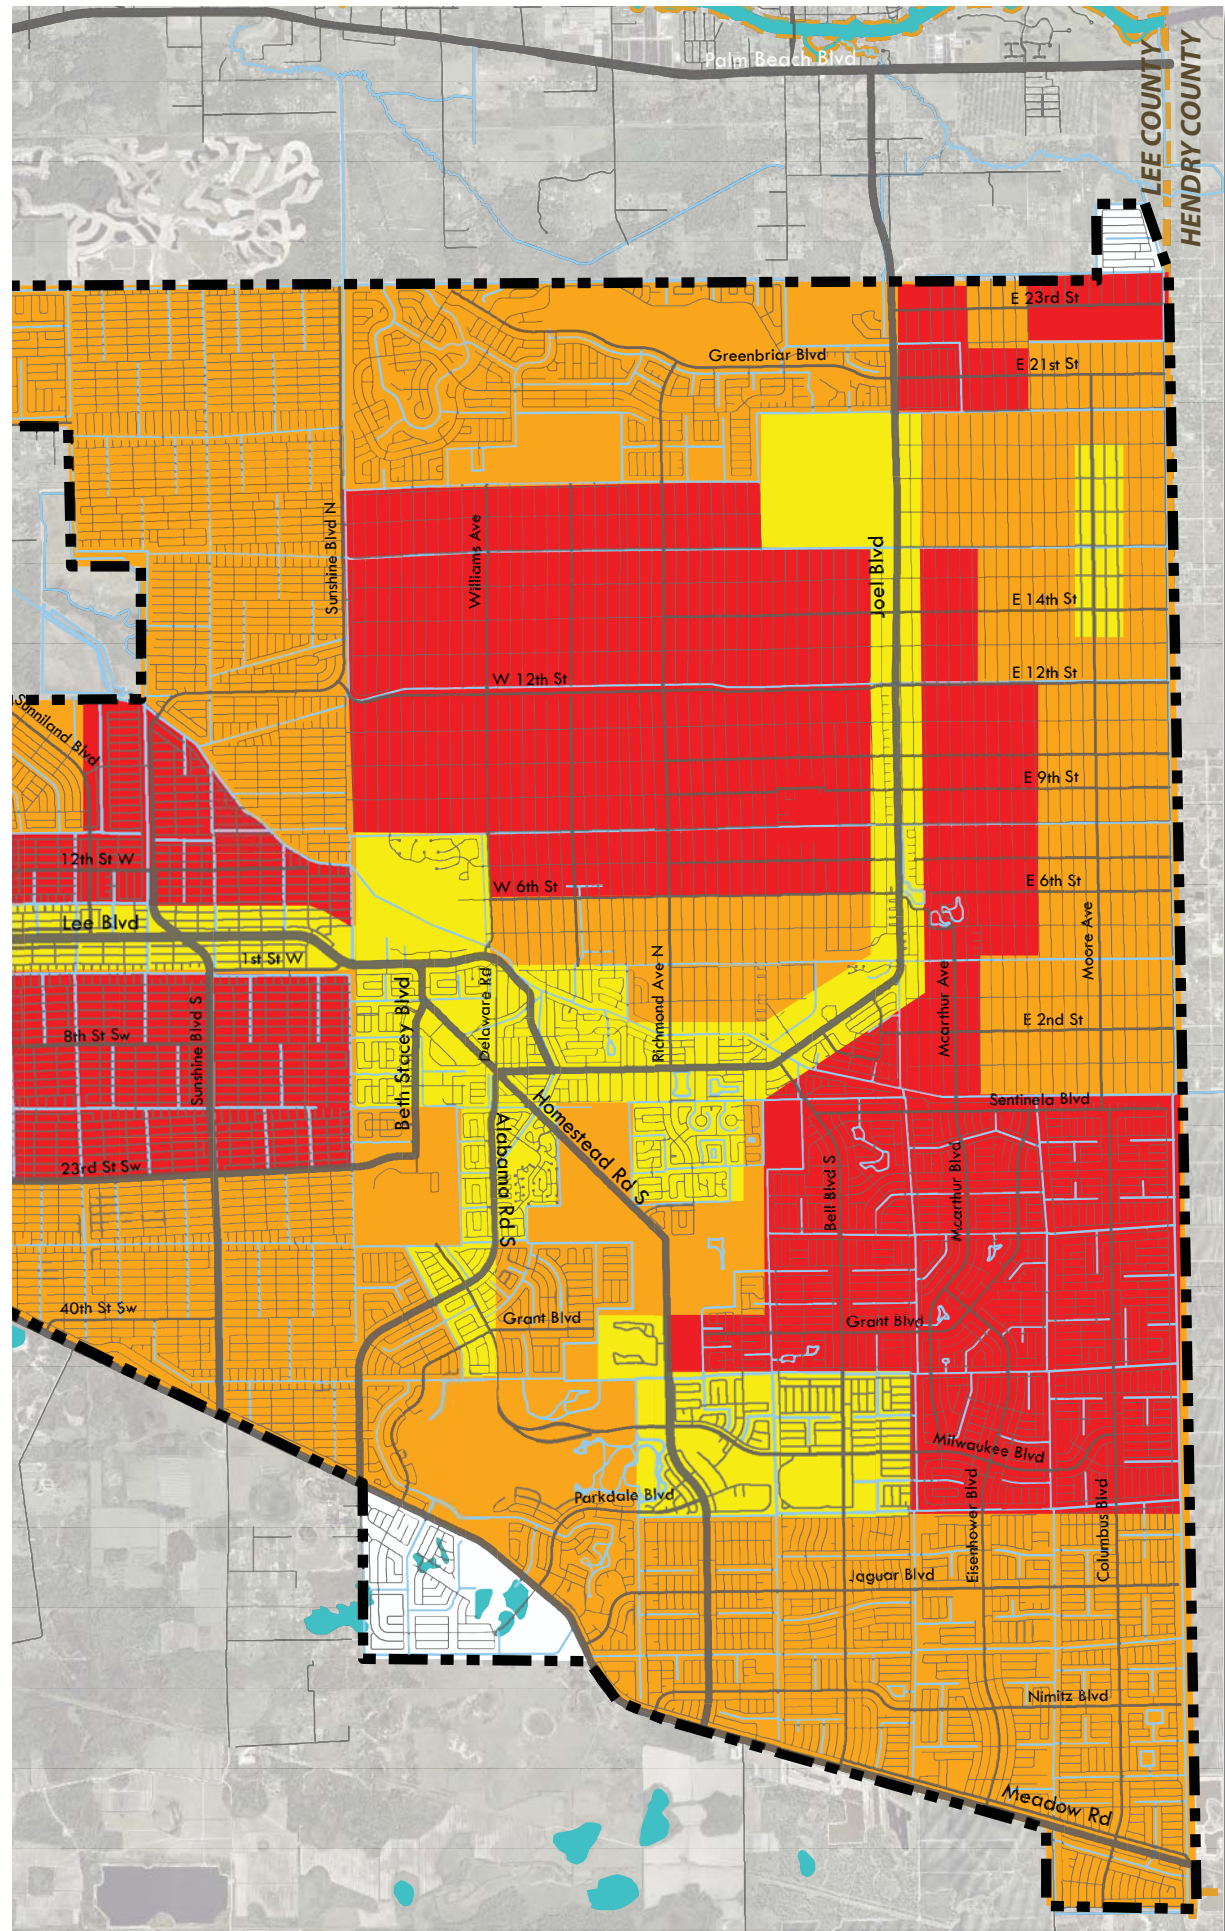 Palm Beach Blvd
LEE COUNTY
HENDRY COUNTY
E 23rd St
Greenbriar Blvd
E 21st St
Sunshine Blvd N
Williams Ave
Joel Blvd
E 14th St
W 12th St
E 12th St
Sunniland Blvd
E 9th St
12th St W
W 6th St
E 6th St
Lee Blvd
1st St W
Moore Ave
Richmond Ave N
Mcarthur Ave
Beth Stacey Blvd
Delaware Rd
Sunshine Blvd S
8th St Sw
E 2nd St
Homestead Rd S
Sentinela Blvd
Alabama Rd S
23rd St Sw
Bell Blvd S
Mcarthur Blvd
40th St Sw
Grant Blvd
Grant Blvd
Milwaukee Blvd
Parkdale Blvd
Eisenhower Blvd
Columbus Blvd
Jaguar Blvd
Nimitz Blvd
Meadow Rd